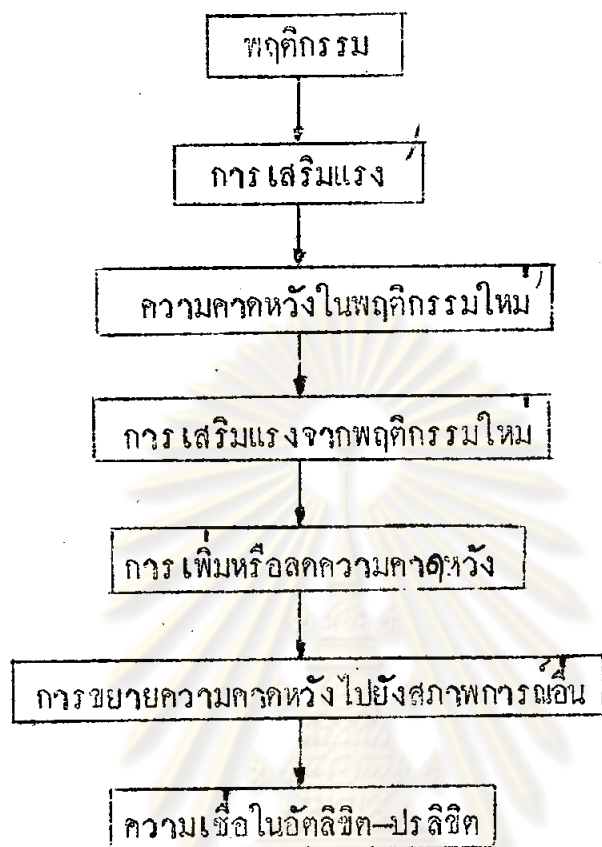 พฤติกรรม
การเสริมแรง
ความคาดหวังในพฤติกรรมใหม่
การเสริมแรงจากพฤติกรรมใหม่
การเพิ่มหรือลดความคาดหวัง
การขยายความคาดหวังไปยังสภาพการณ์อื่น
ความเชื่อในอัตลิขิต-ปรลิขิต